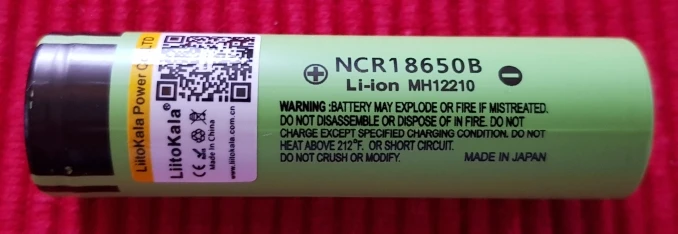 LiitoKala Power Co.,LTD
LiitoKala®
Made In China
www.liitokala.com.cn
NCR18650B
Li-ion MH12210
WARNING :BATTERY MAY EXPLODE OR FIRE IF MISTREATED.
DO NOT DISASSEMBLE OR DISPOSE OF IN FIRE. DO NOT
CHARGE EXCEPT SPECIFIED CHARGING CONDITION. DO NOT
HEAT ABOVE 212°F. OR SHORT CIRCUIT.
DO NOT CRUSH OR MODIFY. MADE IN JAPAN